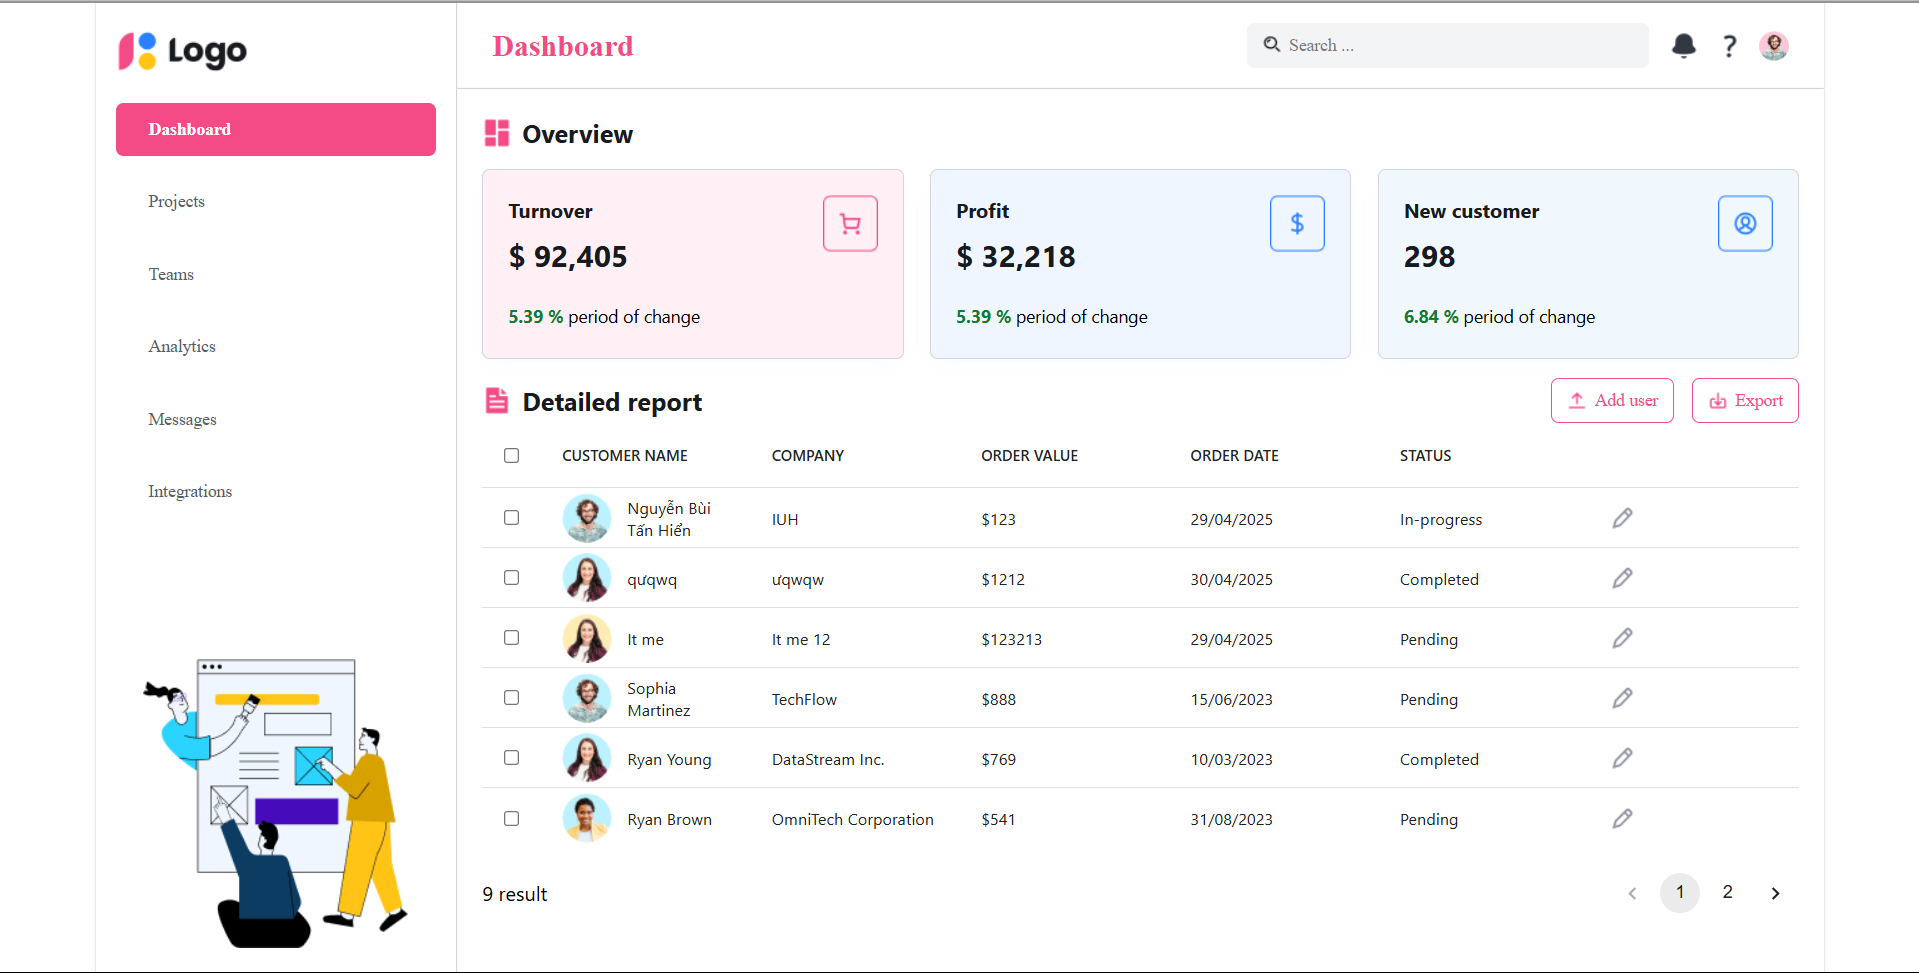 Logo
Dashboard
Search ...
Dashboard
Projects
Teams
Analytics
Messages
Integrations
Overview
Turnover
$ 92,405
5.39 % period of change
Profit
$ 32,218
5.39 % period of change
New customer
298
6.84 % period of change
Detailed report
Add user
Export
CUSTOMER NAME COMPANY ORDER VALUE ORDER DATE STATUS
Nguyễn Bùi
Tấn Hiển IUH $123 29/04/2025 In-progress
qưqwq ưqwqw $1212 30/04/2025 Completed
It me It me 12 $123213 29/04/2025 Pending
Sophia
Martinez TechFlow $888 15/06/2023 Pending
Ryan Young DataStream Inc. $769 10/03/2023 Completed
Ryan Brown OmniTech Corporation $541 31/08/2023 Pending
9 result
1 2